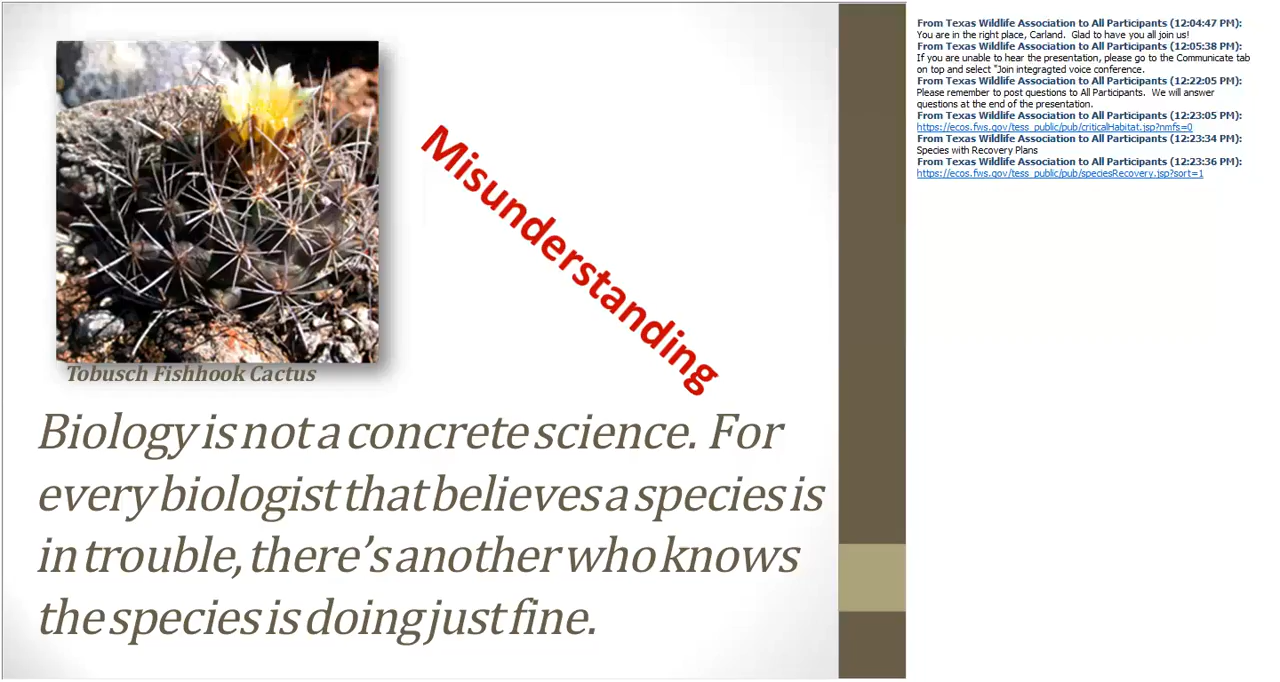 Misunderstanding
Tobusch Fishhook Cactus
Biology is not a concrete science. For
every biologist that believes a species is
in trouble, there's another who knows
the species is doing just fine.
From Texas Wildlife Association to All Participants (12:04:47 PM):
You are in the right place, Carland. Glad to have you all join us!
From Texas Wildlife Association to All Participants (12:05:38 PM):
If you are unable to hear the presentation, please go to the Communicate tab
on top and select "Join integragted voice conference.
From Texas Wildlife Association to All Participants (12:22:05 PM):
Please remember to post questions to All Participants. We will answer
questions at the end of the presentation.
From Texas Wildlife Association to All Participants (12:23:05 PM):
https://ecos.fws.gov/tess_public/pub/criticalHabitat.jsp?nmfs=0
From Texas Wildlife Association to All Participants (12:23:34 PM):
Species with Recovery Plans
From Texas Wildlife Association to All Participants (12:23:36 PM):
https://ecos.fws.gov/tess_public/pub/speciesRecovery.jsp?sort=1